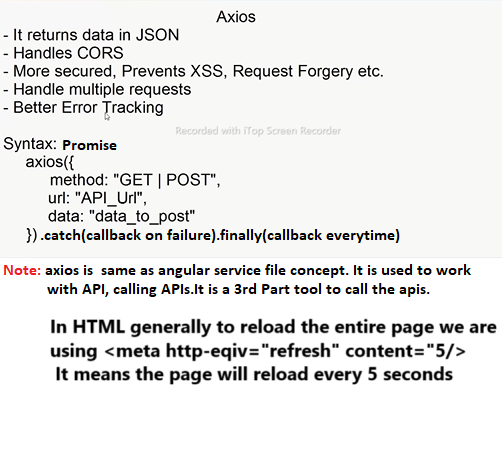 Axios
- It returns data in JSON
- Handles CORS
- More secured, Prevents XSS, Request Forgery etc.
- Handle multiple requests
- Better Error Tracking
Recorded with iTop Screen Recorder
Syntax: Promise
axios({
method: "GET | POST",
url: "API_Url",
data: "data_to_post"
}) .catch(callback on failure).finally(callback everytime)
Note: axios is same as angular service file concept. It is used to work
with API, calling APIs.It is a 3rd Part tool to call the apis.
In HTML generally to reload the entire page we are
using <meta http-eqiv="refresh" content="5/>
It means the page will reload every 5 seconds